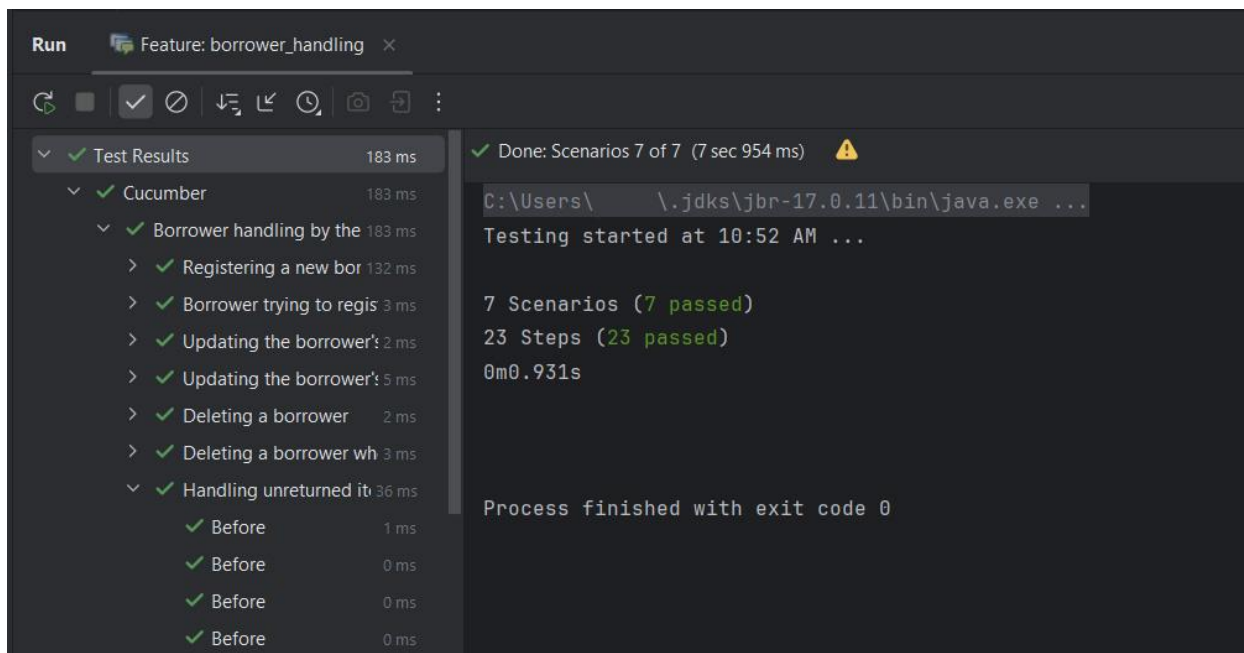 Run Feature: borrower_handling
Test Results 183 ms
Cucumber 183 ms
Borrower handling by the 183 ms
Registering a new bor 132 ms
Borrower trying to regis 3 ms
Updating the borrower's 2 ms
Updating the borrower's 5 ms
Deleting a borrower 2 ms
Deleting a borrower wh 3 ms
Handling unreturned it 36 ms
Before 1 ms
Before 0 ms
Before 0 ms
Before 0 ms
Done: Scenarios 7 of 7 (7 sec 954 ms)
C:\Users\ \.jdks\jbr-17.0.11\bin\java.exe ...
Testing started at 10:52 AM ...
7 Scenarios (7 passed)
23 Steps (23 passed)
0m0.931s
Process finished with exit code 0